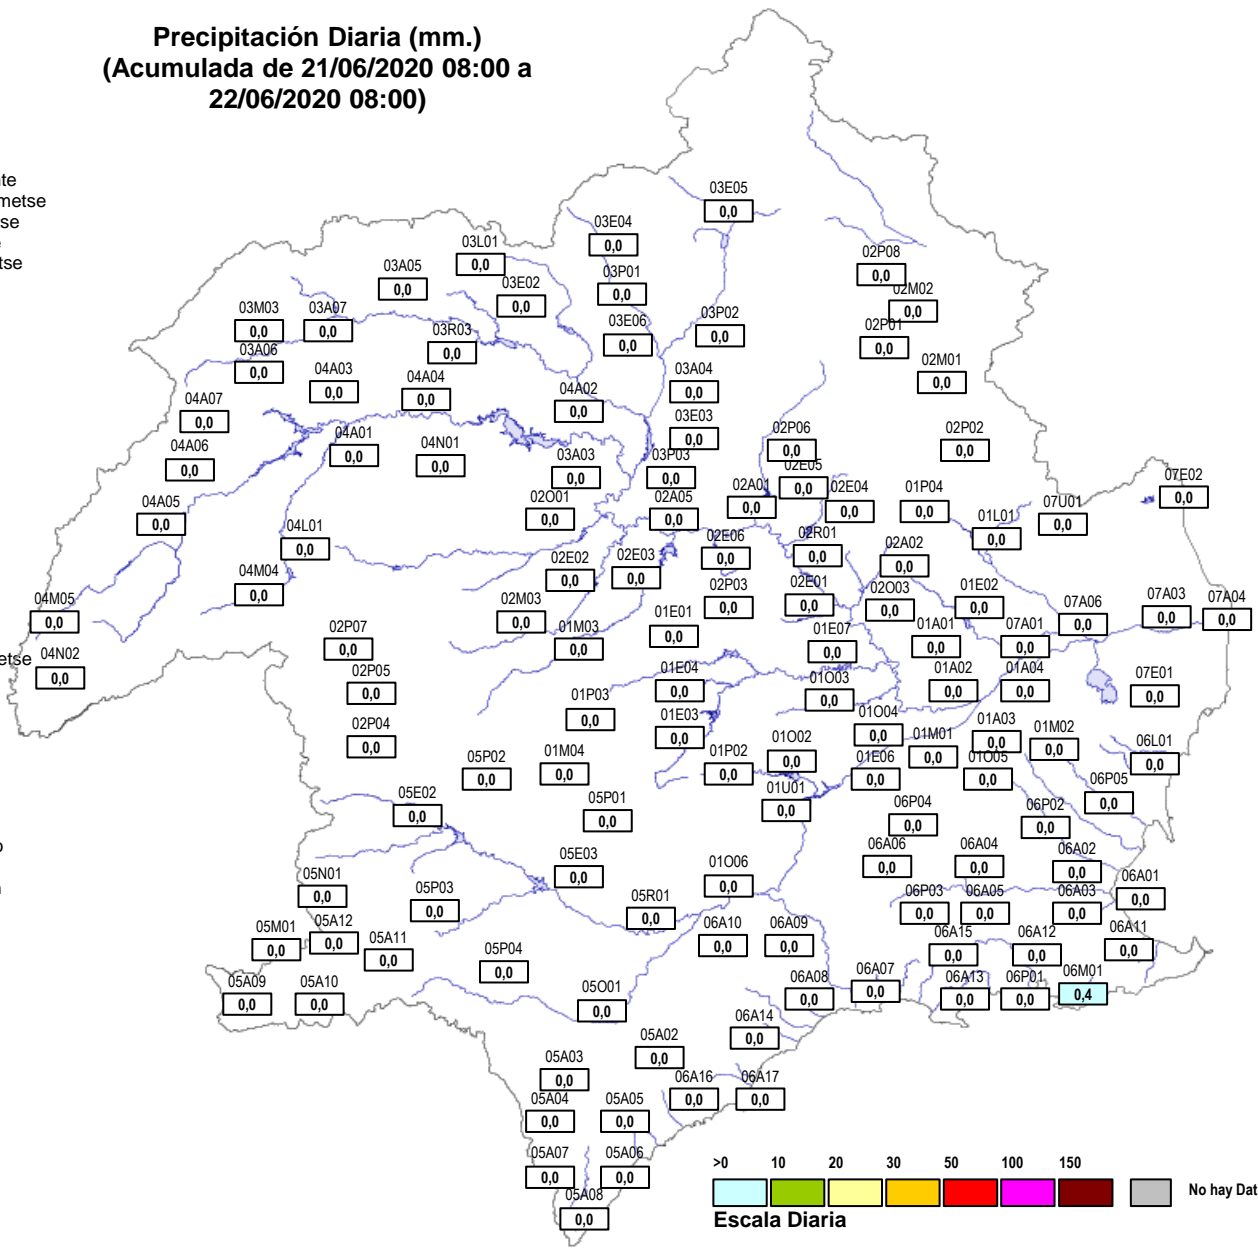 Precipitación Diaria (mm.)
(Acumulada de 21/06/2020 08:00 a
22/06/2020 08:00)
te
metse
se
tse
03E05
0,0
03E04
0,0
03L01
0,0
02P08
0,0
03A05
0,0
03P01
0,0
03E02
0,0
02M02
0,0
03M03
0,0
03A07
0,0
03P02
0,0
03E06
0,0
03R03
0,0
02P01
0,0
03A06
0,0
02M01
0,0
04A03
0,0
04A04
0,0
03A04
0,0
04A02
0,0
04A07
0,0
03E03
0,0
02P06
0,0
02P02
0,0
04A01
0,0
04A06
0,0
04N01
0,0
03A03
0,0
03P03
0,0
02E05
0,0
07E02
0,0
02A01
0,0
02E04
0,0
01P04
0,0
04A05
0,0
02O01
0,0
02A05
0,0
07U01
0,0
01L01
0,0
04L01
0,0
02E06
0,0
02R01
0,0
02A02
0,0
02E02
0,0
02E03
0,0
04M04
0,0
02P03
0,0
02E01
0,0
02O03
0,0
01E02
0,0
04M05
0,0
02M03
0,0
07A06
0,0
07A03
0,0
07A04
0,0
01E01
0,0
02P07
0,0
01M03
0,0
01E07
0,0
01A01
0,0
07A01
0,0
etse
04N02
0,0
02P05
0,0
01E04
0,0
01O03
0,0
01A02
0,0
01A04
0,0
07E01
0,0
01P03
0,0
01E03
0,0
01O04
0,0
01A03
0,0
02P04
0,0
01M02
0,0
01M01
0,0
05P02
0,0
01M04
0,0
01P02
0,0
01O02
0,0
01E06
0,0
01O05
0,0
06L01
0,0
05E02
0,0
05P01
0,0
01U01
0,0
06P04
0,0
06P02
0,0
06P05
0,0
o
05E03
0,0
01O06
0,0
06A06
0,0
06A04
0,0
06A02
0,0
05N01
0,0
05P03
0,0
05R01
0,0
06P03
0,0
06A05
0,0
06A03
0,0
06A01
0,0
05M01
0,0
05A12
0,0
05A11
0,0
06A10
0,0
06A09
0,0
06A15
0,0
06A12
0,0
06A11
0,0
05P04
0,0
05A09
0,0
05A10
0,0
05O01
0,0
06A08
0,0
06A07
0,0
06A13
0,0
06P01
0,0
06M01
0,4
06A14
0,0
05A02
0,0
05A03
0,0
06A16
0,0
06A17
0,0
05A04
0,0
05A05
0,0
05A07
0,0
05A06
0,0
05A08
0,0
>0 10 20 30 50 100 150
No hay Dat
Escala Diaria